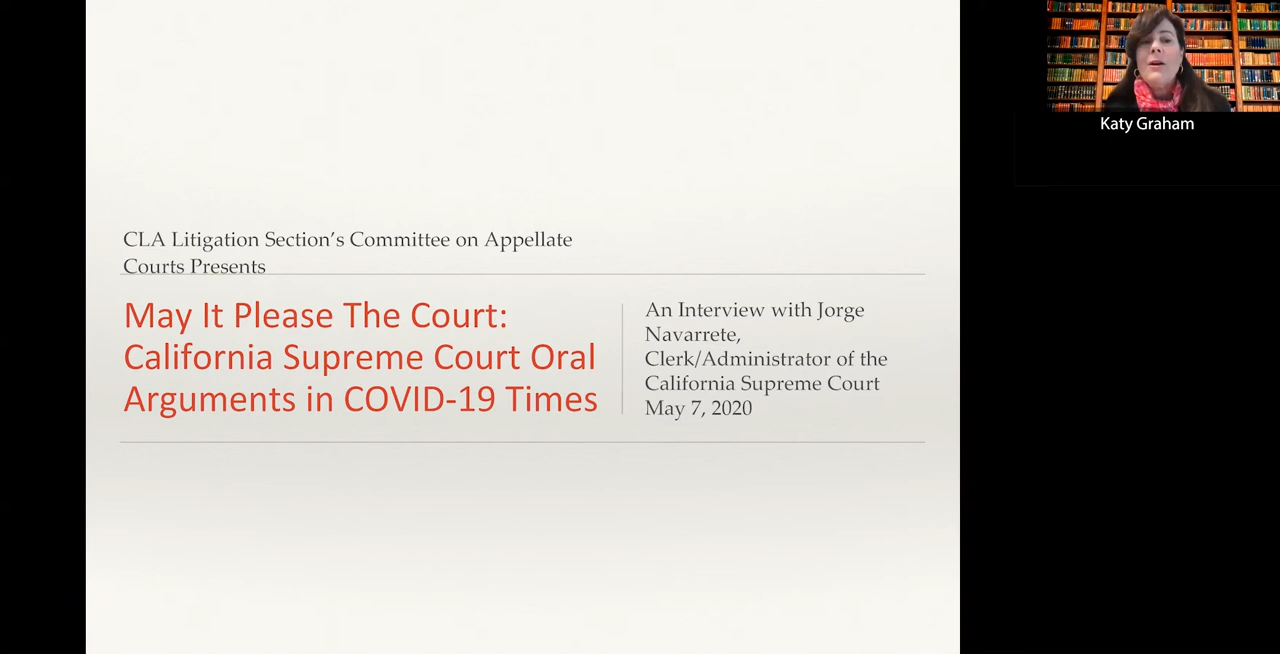 CLA Litigation Section’s Committee on Appellate
Courts Presents
May It Please The Court:
California Supreme Court Oral
Arguments in COVID-19 Times
An Interview with Jorge
Navarrete,
Clerk/Administrator of the
California Supreme Court
May 7, 2020
Katy Graham